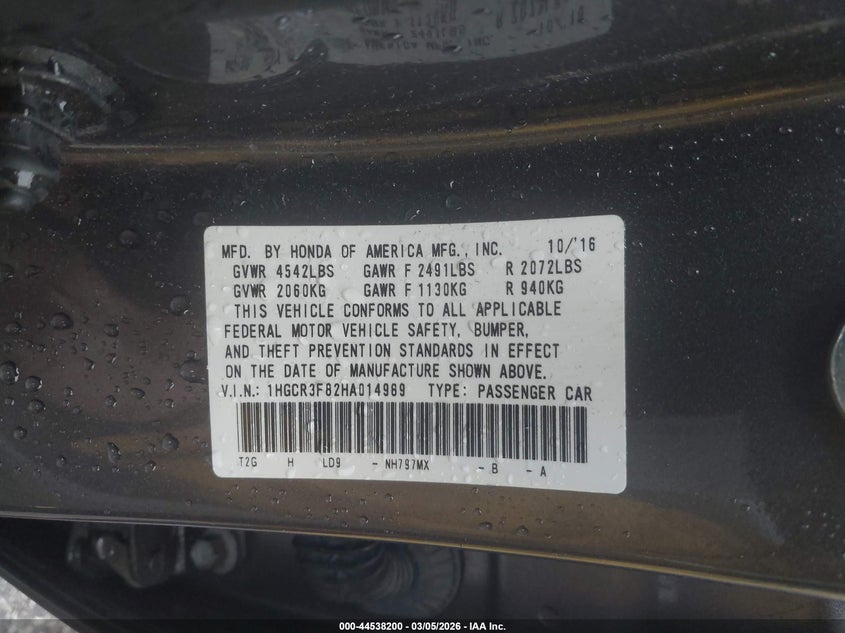 MFD. BY HONDA OF AMERICA MFG., INC. 10/'16
GVWR 4542LBS GAWR F 2491LBS R 2072LBS
GVWR 2060KG GAWR F 1130KG R 940KG
THIS VEHICLE CONFORMS TO ALL APPLICABLE
FEDERAL MOTOR VEHICLE SAFETY, BUMPER,
AND THEFT PREVENTION STANDARDS IN EFFECT
ON THE DATE OF MANUFACTURE SHOWN ABOVE.
V.I.N.: 1HGCR3F82HA014989 TYPE: PASSENGER CAR
T2G H LD9 - NH797MX - B - A
000-44538200 - 03/05/2026 - IAA Inc.